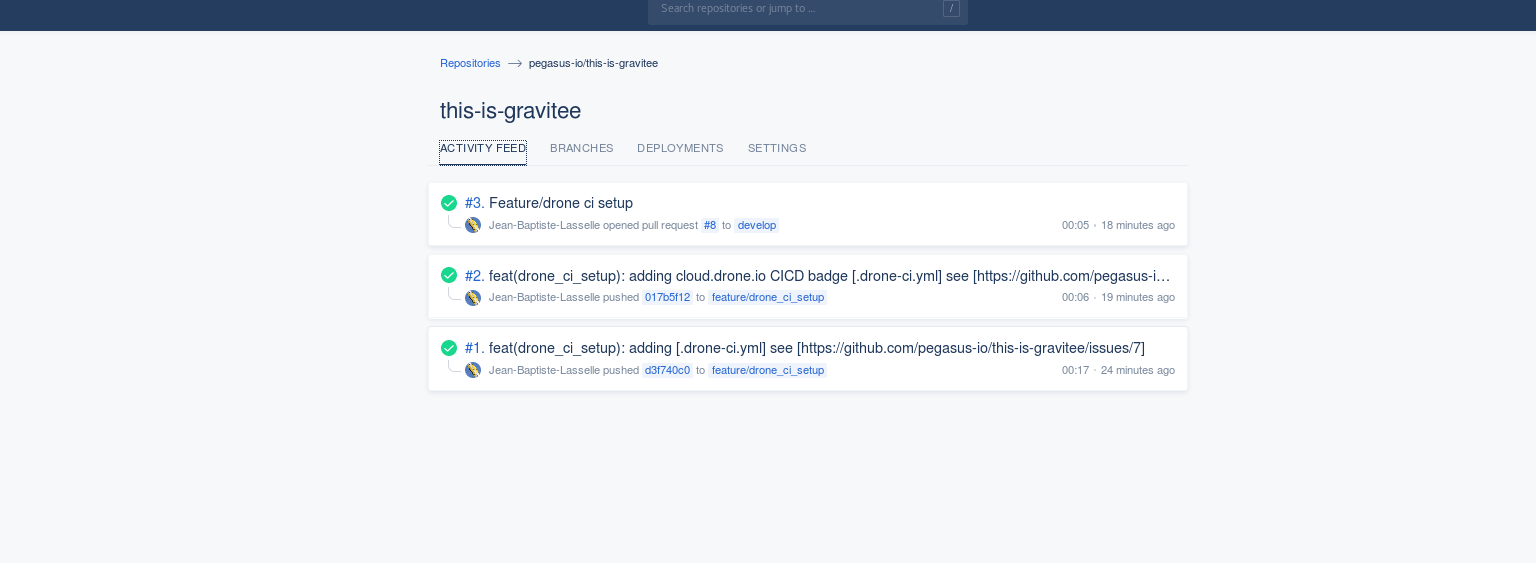 Search repositories or jump to …
/
Repositories → pegasus-io/this-is-gravitee
this-is-gravitee
ACTIVITY FEED BRANCHES DEPLOYMENTS SETTINGS
#3. Feature/drone ci setup
Jean-Baptiste-Lasselle opened pull request #8 to develop 00:05 · 18 minutes ago
#2. feat(drone_ci_setup): adding cloud.drone.io CICD badge [.drone-ci.yml] see [https://github.com/pegasus-i…
Jean-Baptiste-Lasselle pushed 017b5f12 to feature/drone_ci_setup 00:06 · 19 minutes ago
#1. feat(drone_ci_setup): adding [.drone-ci.yml] see [https://github.com/pegasus-io/this-is-gravitee/issues/7]
Jean-Baptiste-Lasselle pushed d3f740c0 to feature/drone_ci_setup 00:17 · 24 minutes ago